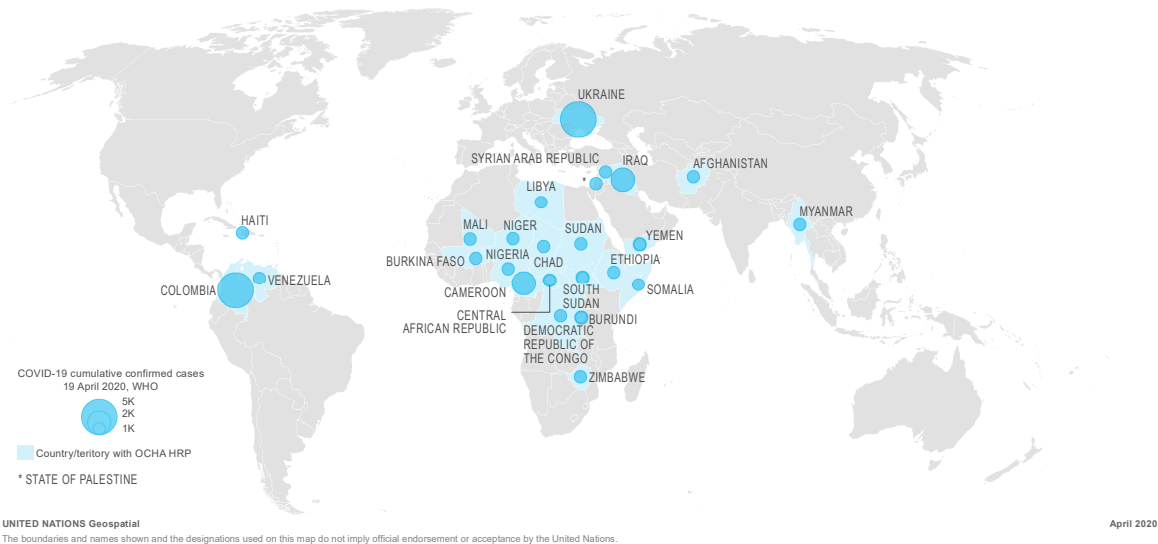 UKRAINE
SYRIAN ARAB REPUBLIC
IRAQ
AFGHANISTAN
*
LIBYA
MYANMAR
HAITI
MALI
NIGER
SUDAN
YEMEN
BURKINA FASO
NIGERIA
CHAD
ETHIOPIA
VENEZUELA
COLOMBIA
CAMEROON
SOUTH
SUDAN
SOMALIA
CENTRAL
AFRICAN REPUBLIC
BURUNDI
DEMOCRATIC
REPUBLIC OF
THE CONGO
ZIMBABWE
COVID-19 cumulative confirmed cases
19 April 2020, WHO
5K
2K
1K
Country/teritory with OCHA HRP
* STATE OF PALESTINE
UNITED NATIONS Geospatial
April 2020
The boundaries and names shown and the designations used on this map do not imply official endorsement or acceptance by the United Nations.